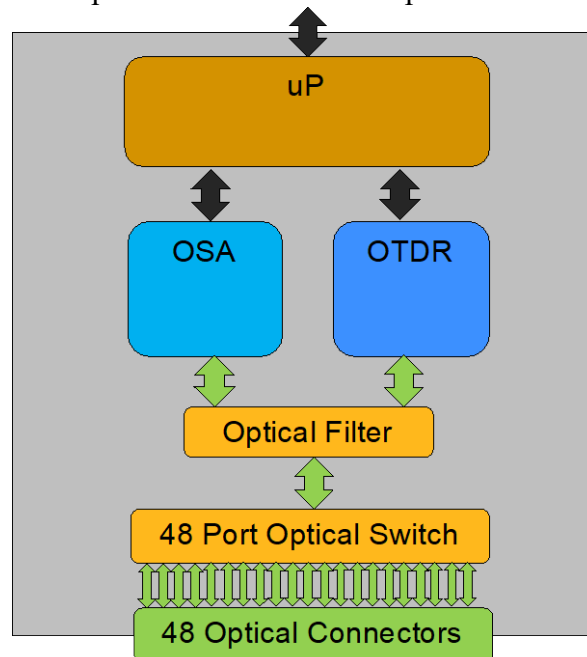 uP
OSA
OTDR
Optical Filter
48 Port Optical Switch
48 Optical Connectors